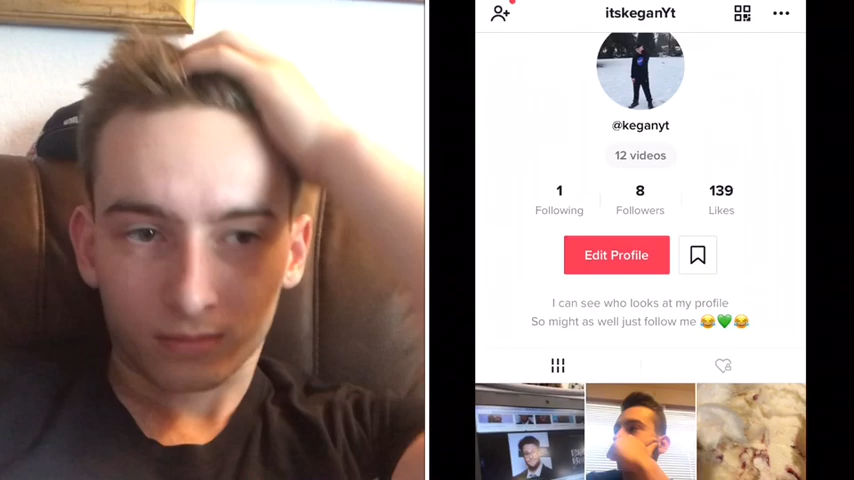 itskeganYt
@keganyt
12 videos
1 8 139
Following Followers Likes
Edit Profile
I can see who looks at my profile
So might as well just follow me 😂💚😂